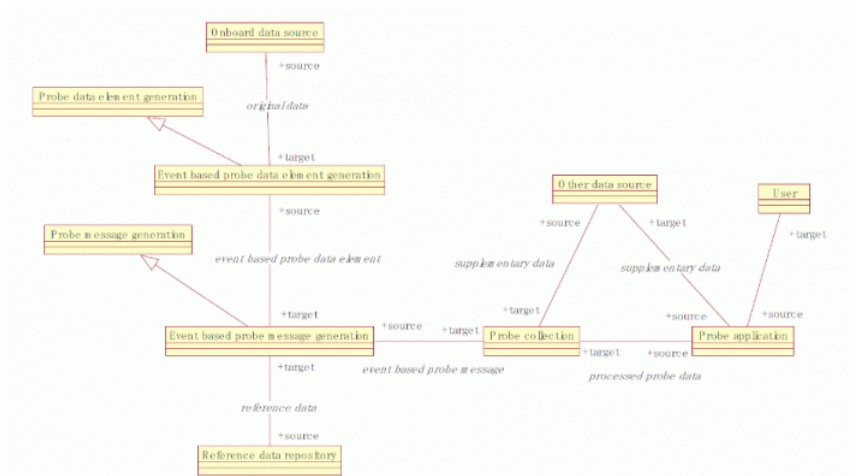 Onboard data source
+source
Probe data element generation
original data
+target
Event based probe data element generation
Other data source
User
+source
+source
+target
+target
Probe message generation
event based probe data element
supplementary data
supplementary data
+target
+target
+source
+source
+source
+target
Event based probe message generation
Probe collection
Probe application
+target
+target
+source
event based probe message
processed probe data
reference data
+source
Reference data repository